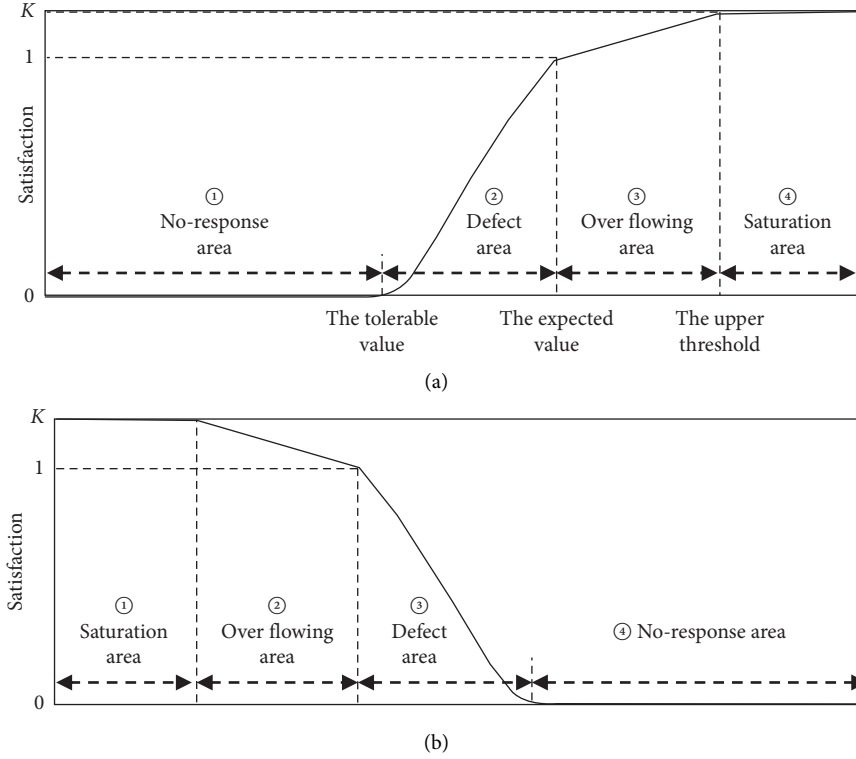 K
1
Satisfaction
①
No-response
area
②
Defect
area
③
Over flowing
area
④
Saturation
area
0
The tolerable
value
The expected
value
The upper
threshold
(a)
K
1
Satisfaction
①
Saturation
area
②
Over flowing
area
③
Defect
area
④ No-response area
0
(b)